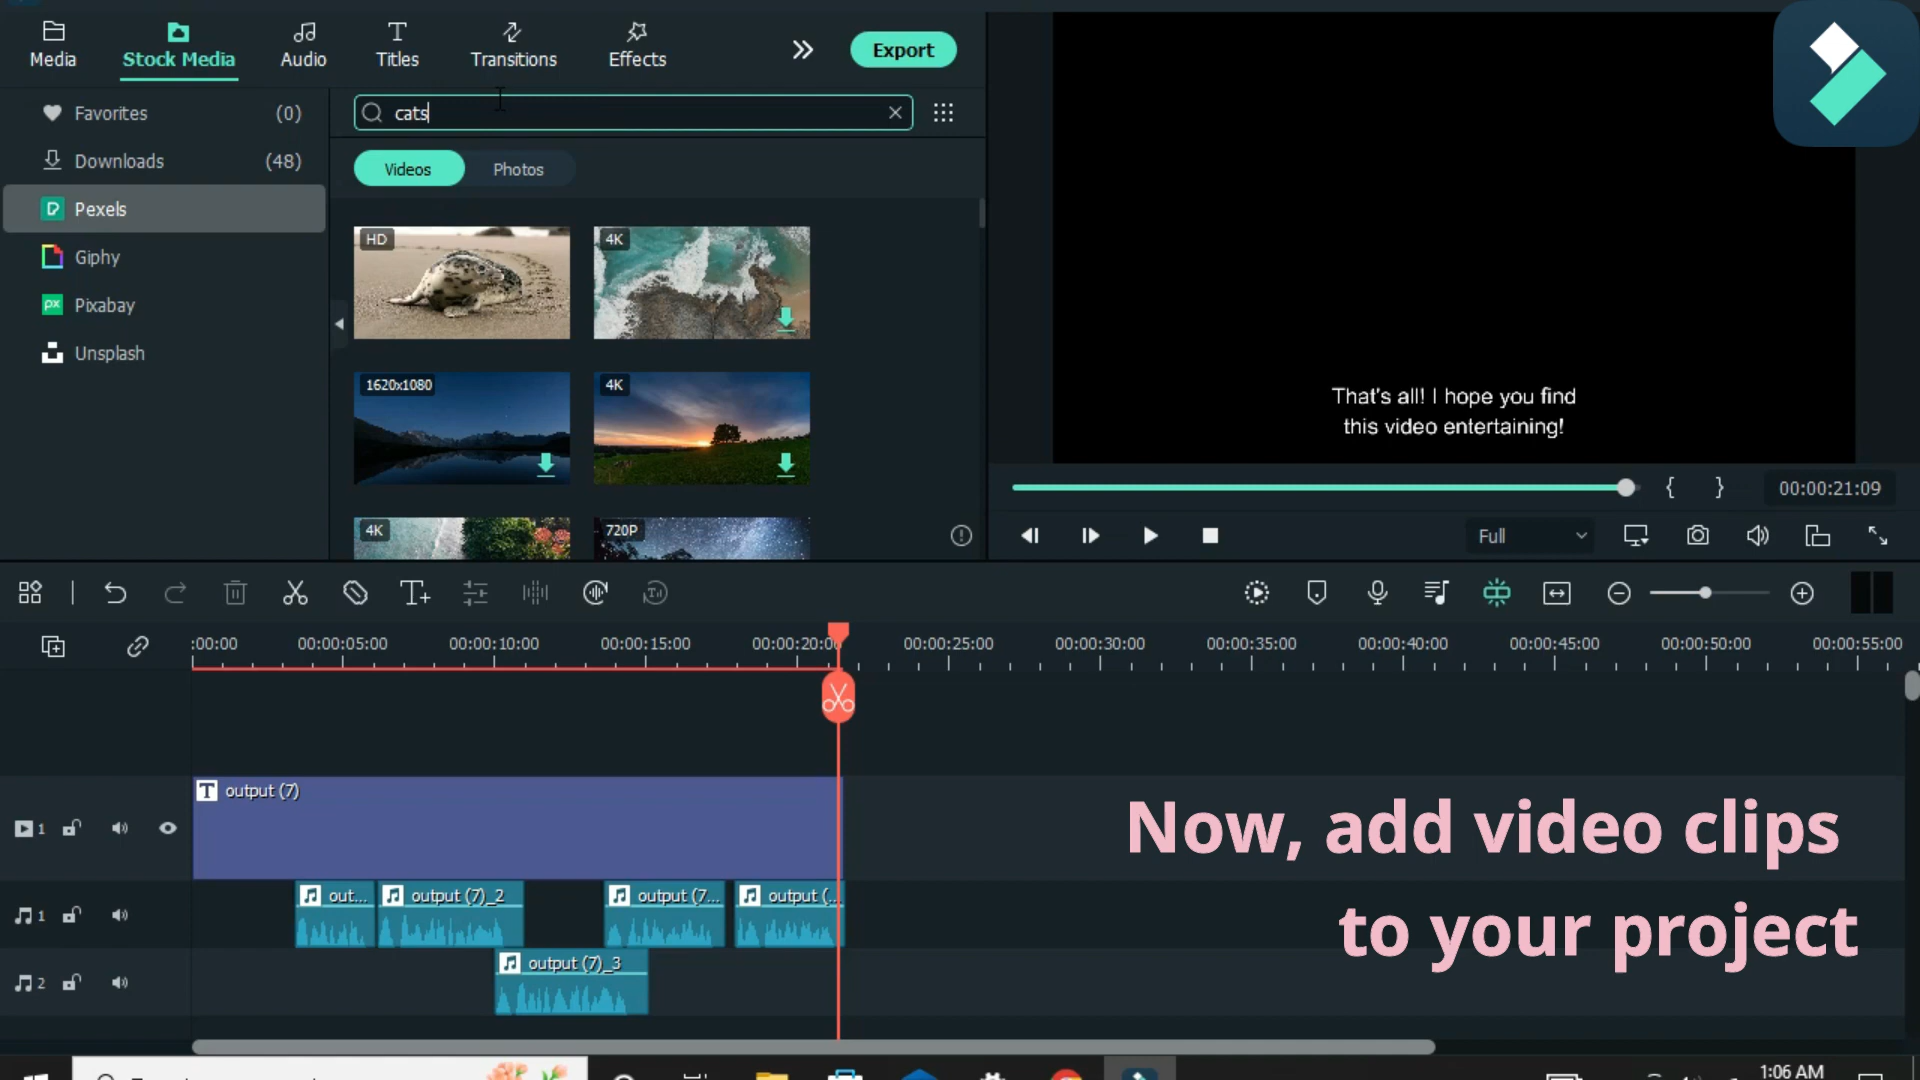 Media
Stock Media
Audio
Titles
Transitions
Effects
Export
Favorites (0)
Downloads (48)
Pexels
Giphy
px Pixabay
Unsplash
cats
Videos
Photos
HD
4K
1620x1080
4K
4K
720P
That's all! I hope you find
this video entertaining!
00:00:21:09
Full
:00:00 00:00:05:00 00:00:10:00 00:00:15:00 00:00:20:00 00:00:25:00 00:00:30:00 00:00:35:00 00:00:40:00 00:00:45:00 00:00:50:00 00:00:55:00
T output (7)
1
out... output (7)_2 output (7... output (...
1
output (7)_3
2
Now, add video clips
to your project
1:06 AM